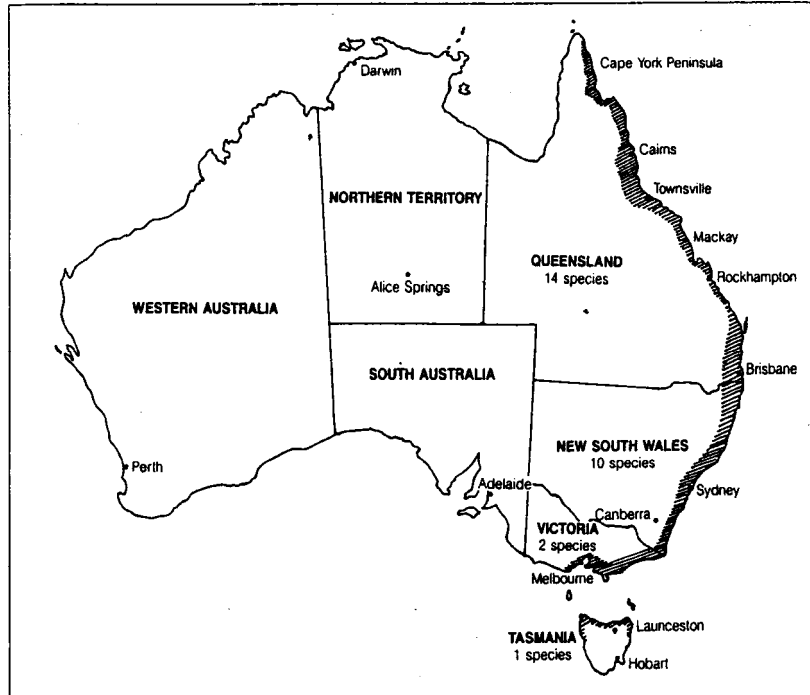 Cape York Peninsula
Darwin
Cairns
Townsville
NORTHERN TERRITORY
Mackay
QUEENSLAND
14 species
Rockhampton
Alice Springs
WESTERN AUSTRALIA
SOUTH AUSTRALIA
Brisbane
NEW SOUTH WALES
10 species
Perth
Adelaide
Sydney
Canberra
VICTORIA
2 species
Melbourne
Launceston
TASMANIA
1 species
Hobart